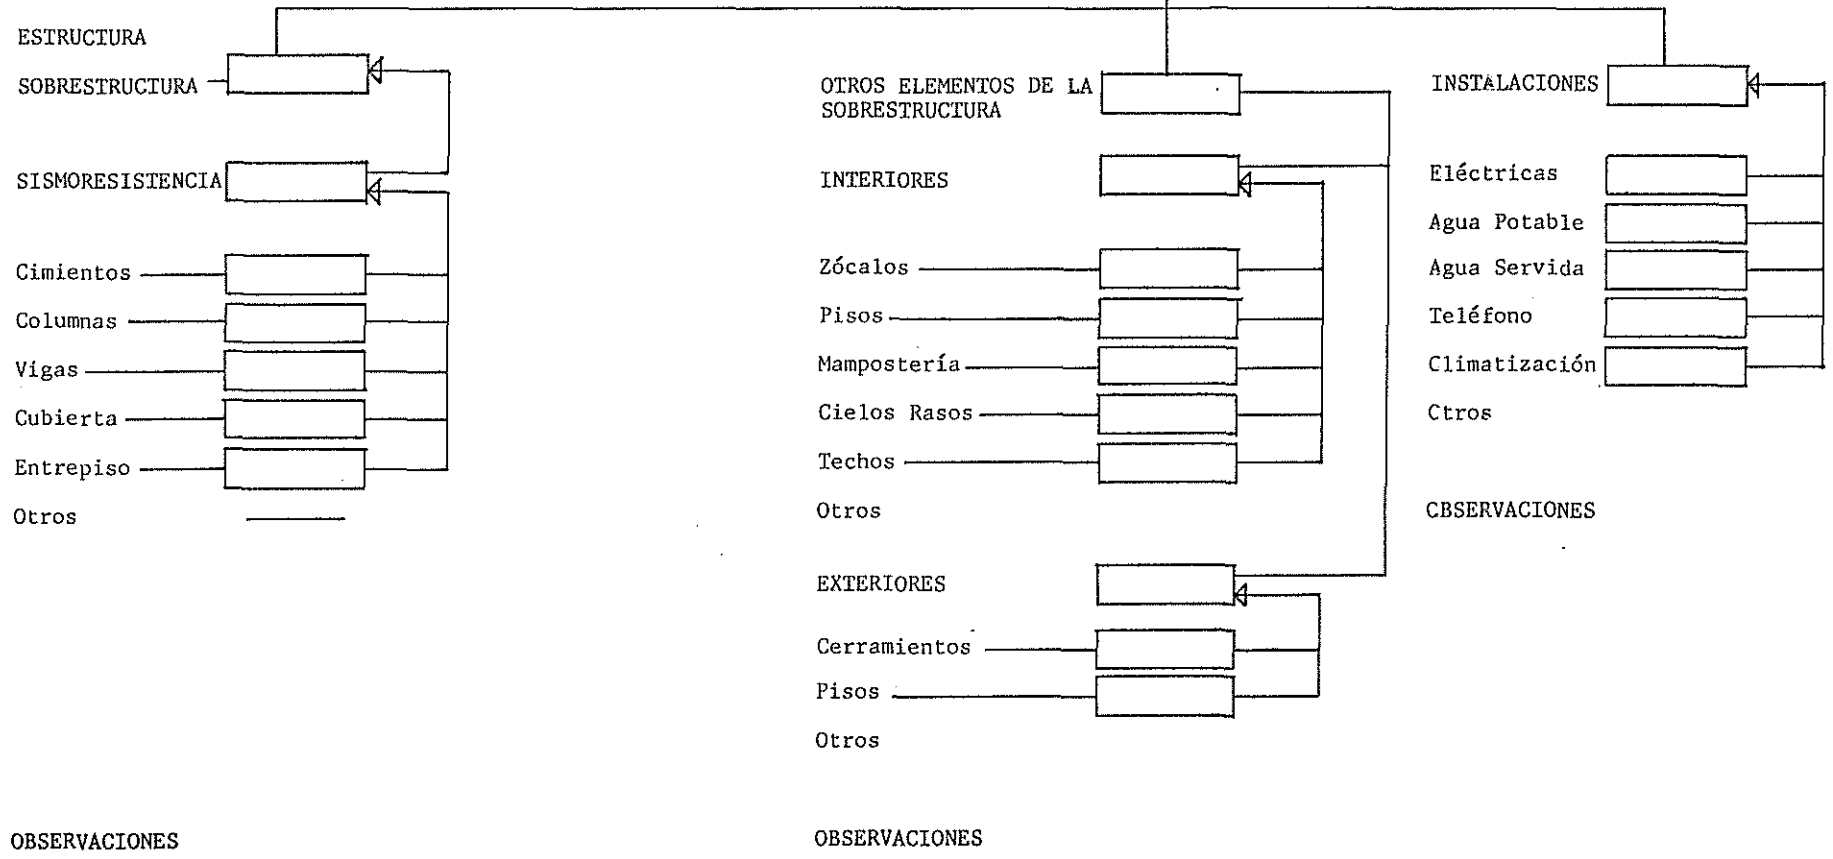 ESTRUCTURA
SOBRESTRUCTURA
SISMORESISTENCIA
Cimientos
Columnas
Vigas
Cubierta
Entrepiso
Otros
OBSERVACIONES
OTROS ELEMENTOS DE LA
SOBRESTRUCTURA
INTERIORES
Zócalos
Pisos
Mampostería
Cielos Rasos
Techos
Otros
EXTERIORES
Cerramientos
Pisos
Otros
OBSERVACIONES
INSTALACIONES
Eléctricas
Agua Potable
Agua Servida
Teléfono
Climatización
Ctros
CBSERVACIONES